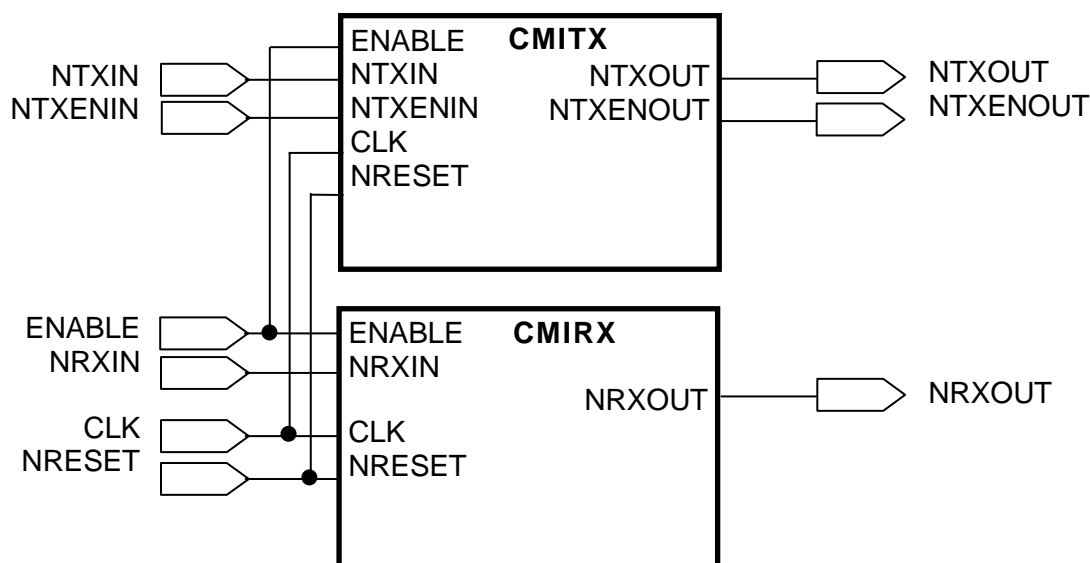 ENABLE CMITX
NTXIN NTXIN NTXOUT NTXOUT
NTXENIN NTXENIN NTXENOUT NTXENOUT
CLK
NRESET
ENABLE ENABLE CMIRX
NRXIN NRXIN
NRXOUT NRXOUT
CLK CLK
NRESET NRESET